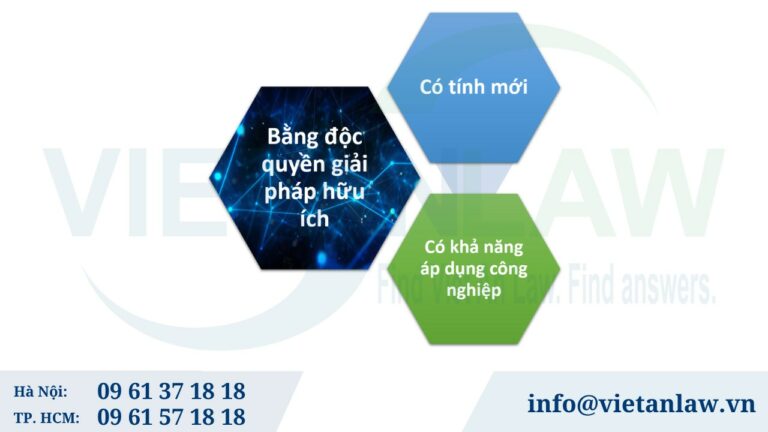 Có tính mới
Bằng độc
quyền giải
pháp hữu
ích
Có khả năng
áp dụng công
nghiệp
VIETANLAW
Find Viet An Law. Find answers.
Hà Nội: 09 61 37 18 18
TP. HCM: 09 61 57 18 18
info@vietanlaw.vn